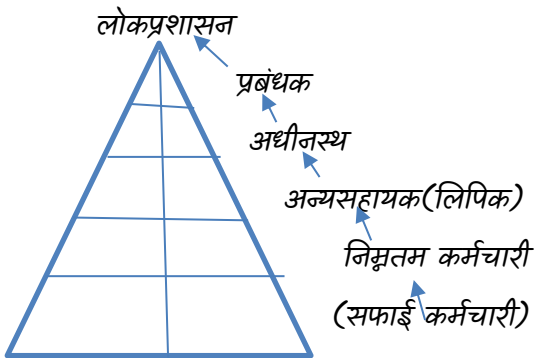 लोकप्रशासन
प्रबंधक
अधीनस्थ
अन्यसहायक(लिपिक)
निम्नतम कर्मचारी
(सफाई कर्मचारी)